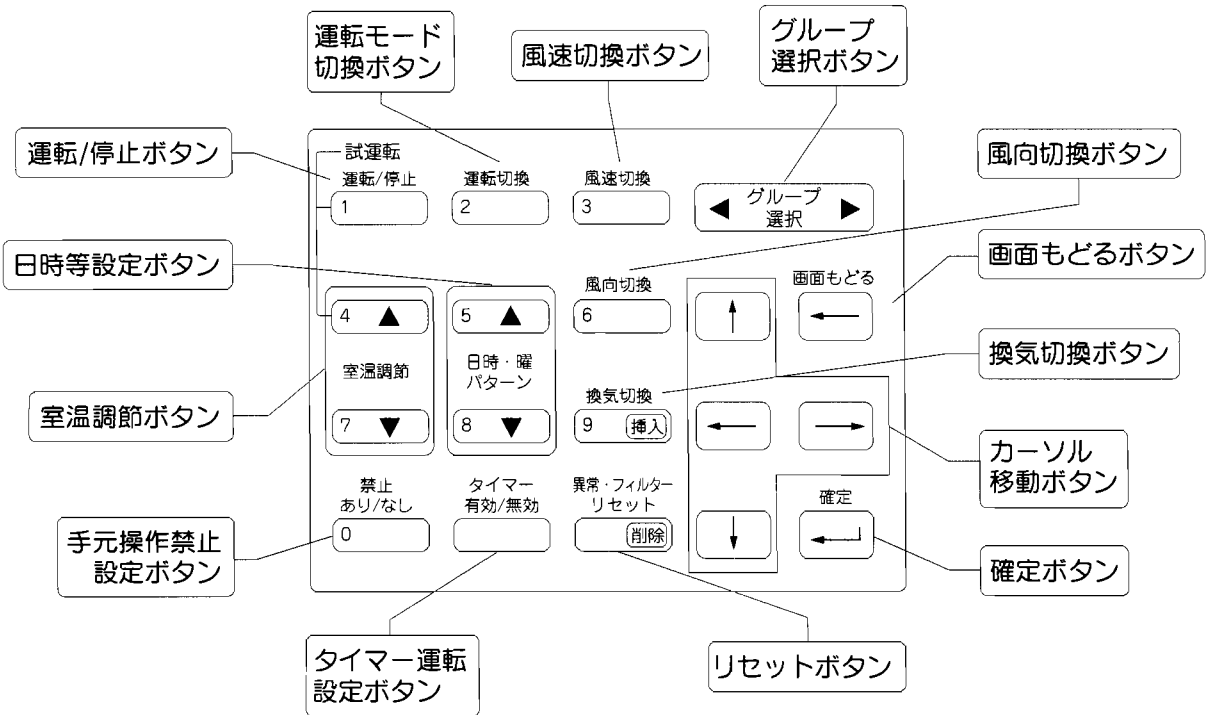 運転モード
切換ボタン
風速切換ボタン
グループ
選択ボタン
運転/停止ボタン
風向切換ボタン
日時等設定ボタン
画面もどるボタン
室温調節ボタン
換気切換ボタン
カーソル
移動ボタン
手元操作禁止
設定ボタン
確定ボタン
タイマー運転
設定ボタン
リセットボタン
試運転
運転/停止
1
運転切換
2
風速切換
3
◀ グループ ▶
選択
4 ▲
室温調節
7 ▼
5 ▲
日時・曜
パターン
8 ▼
風向切換
6
換気切換
9 挿入
↑
画面もどる
←
←
→
↓
確定
↵
禁止
あり/なし
0
タイマー
有効/無効
異常・フィルター
リセット
削除